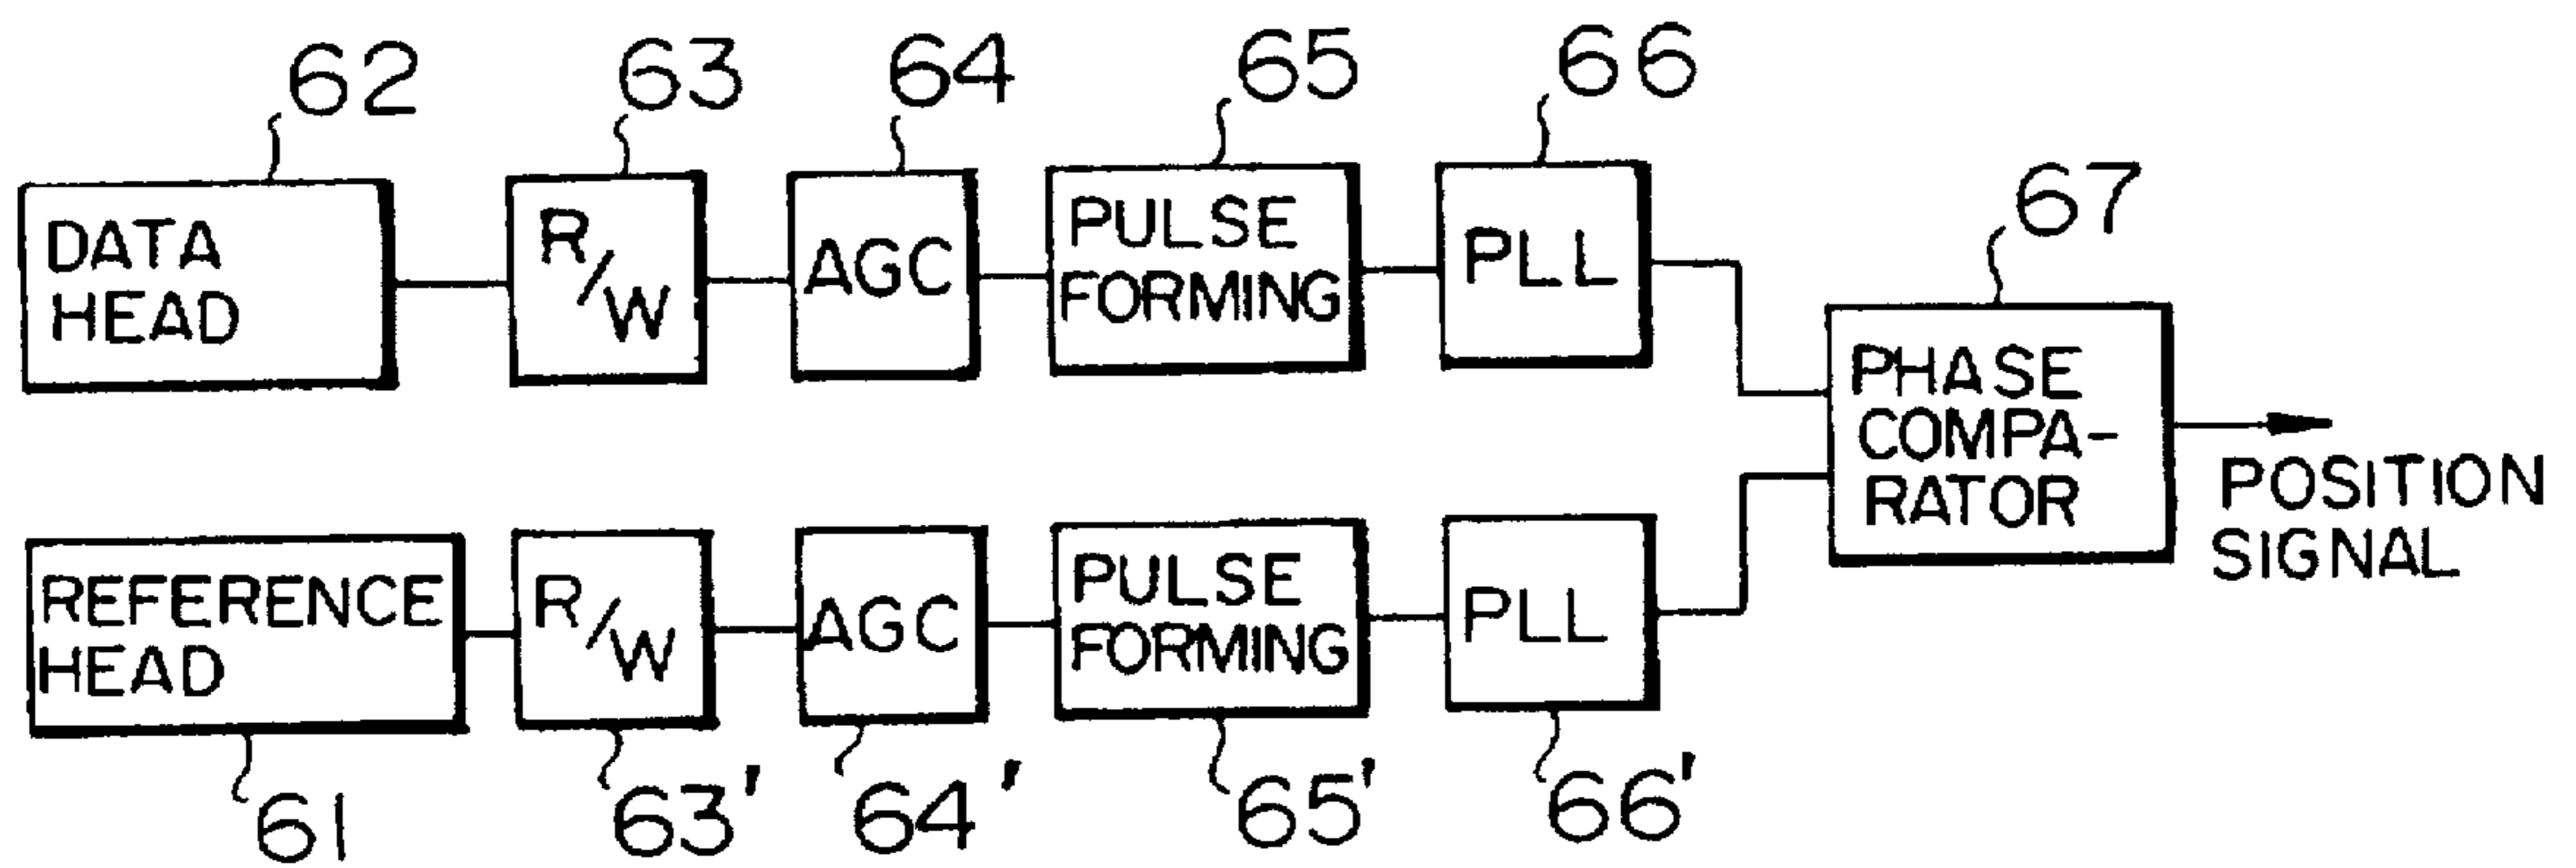 62
63
64
65
66
67
DATA
HEAD
R/W
AGC
PULSE
FORMING
PLL
PHASE
COMPA-
RATOR
POSITION
SIGNAL
REFERENCE
HEAD
R/W
AGC
PULSE
FORMING
PLL
61
63'
64'
65'
66'